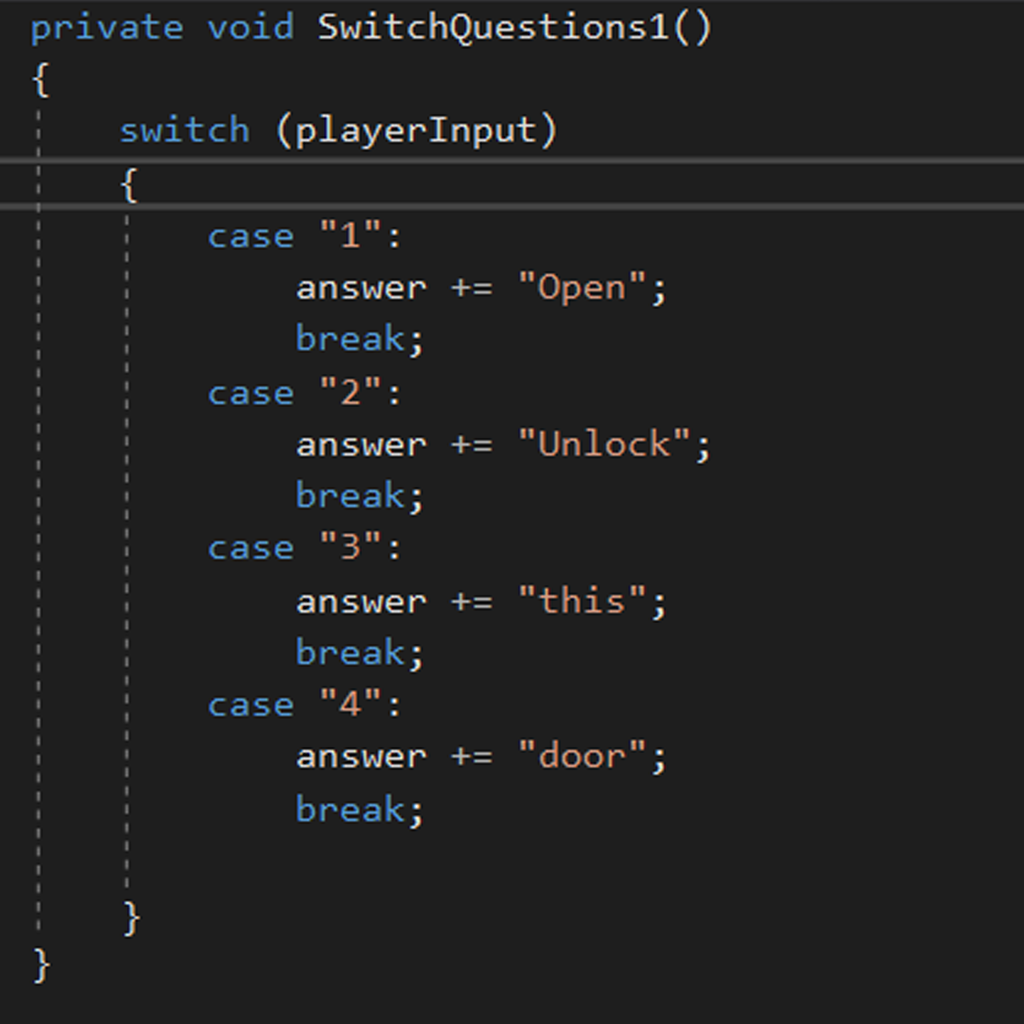 private void SwitchQuestions1()
{
switch (playerInput)
{
case "1":
answer += "Open";
break;
case "2":
answer += "Unlock";
break;
case "3":
answer += "this";
break;
case "4":
answer += "door";
break;
}
}